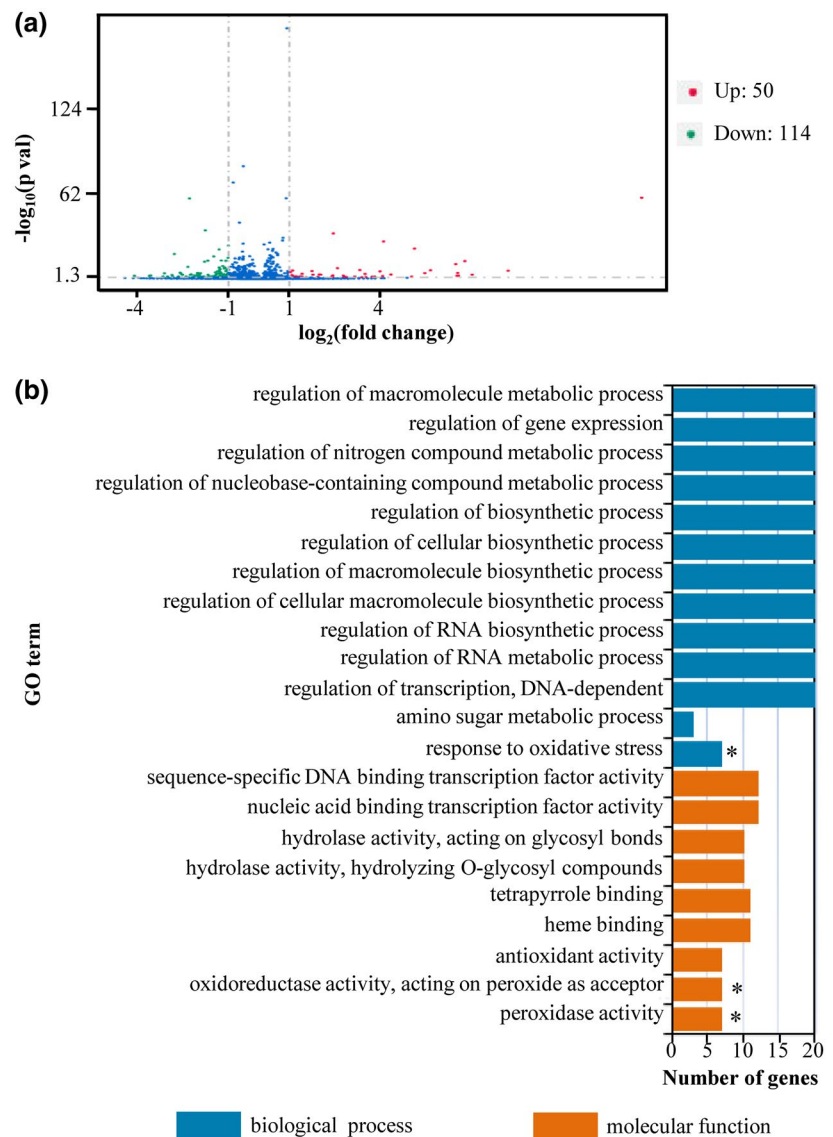 (a)
124
62
1.3
-log10(p val)
-4
-1
1
4
log2(fold change)
Up: 50
Down: 114
(b)
GO term
regulation of macromolecule metabolic process
regulation of gene expression
regulation of nitrogen compound metabolic process
regulation of nucleobase-containing compound metabolic process
regulation of biosynthetic process
regulation of cellular biosynthetic process
regulation of macromolecule biosynthetic process
regulation of cellular macromolecule biosynthetic process
regulation of RNA biosynthetic process
regulation of RNA metabolic process
regulation of transcription, DNA-dependent
amino sugar metabolic process
response to oxidative stress *
sequence-specific DNA binding transcription factor activity
nucleic acid binding transcription factor activity
hydrolase activity, acting on glycosyl bonds
hydrolase activity, hydrolyzing O-glycosyl compounds
tetrapyrrole binding
heme binding
antioxidant activity
oxidoreductase activity, acting on peroxide as acceptor *
peroxidase activity *
0 5 10 15 20
Number of genes
biological process
molecular function